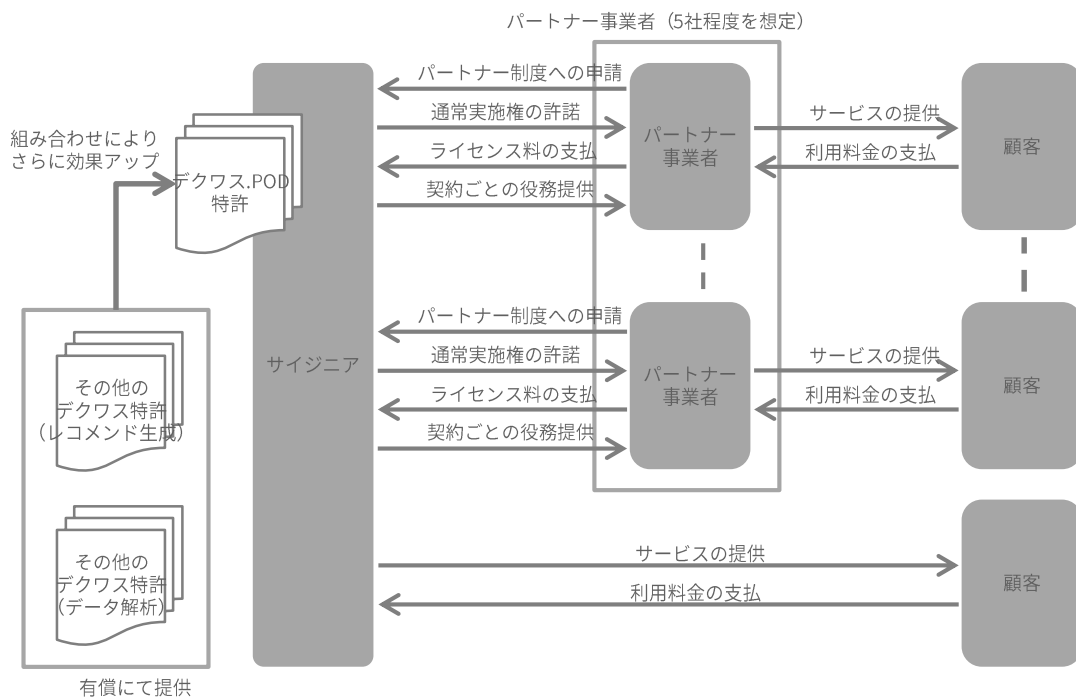 パートナー事業者（5社程度を想定）
組み合わせにより
さらに効果アップ
デクワス.POD
特許
サイジニア
パートナー制度への申請
通常実施権の許諾
ライセンス料の支払
契約ごとの役務提供
パートナー
事業者
サービスの提供
利用料金の支払
顧客
パートナー制度への申請
通常実施権の許諾
ライセンス料の支払
契約ごとの役務提供
パートナー
事業者
サービスの提供
利用料金の支払
顧客
その他の
デクワス特許
（レコメンド生成）
その他の
デクワス特許
（データ解析）
有償にて提供
サービスの提供
利用料金の支払
顧客